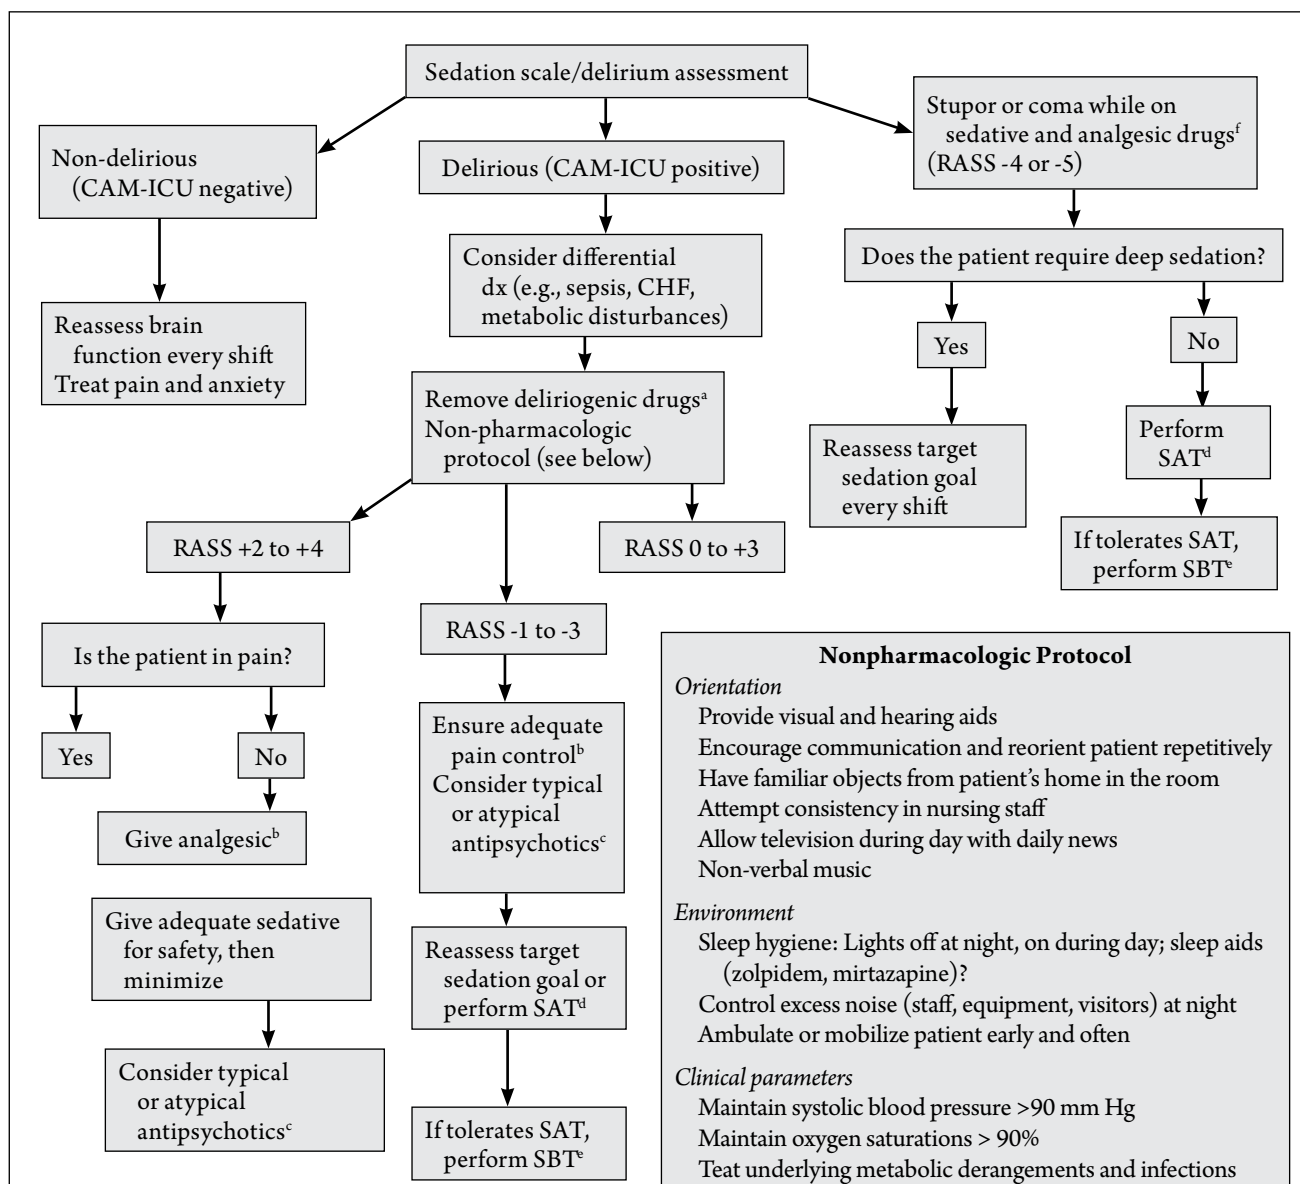 Sedation scale/delirium assessment
Non-delirious
(CAM-ICU negative)
Reassess brain
function every shift
Treat pain and anxiety
Delirious (CAM-ICU positive)
Consider differential
dx (e.g., sepsis, CHF,
metabolic disturbances)
Remove deliriogenic drugsᵃ
Non-pharmacologic
protocol (see below)
RASS +2 to +4
Is the patient in pain?
Yes
No
Give analgesicᵇ
Give adequate sedative
for safety, then
minimize
Consider typical
or atypical
antipsychoticsᶜ
RASS -1 to -3
Ensure adequate
pain controlᵇ
Consider typical
or atypical
antipsychoticsᶜ
Reassess target
sedation goal or
perform SATᵈ
If tolerates SAT,
perform SBTᵉ
RASS 0 to +3
Stupor or coma while on
sedative and analgesic drugsᶠ
(RASS -4 or -5)
Does the patient require deep sedation?
Yes
Reassess target
sedation goal
every shift
No
Perform
SATᵈ
If tolerates SAT,
perform SBTᵉ
Nonpharmacologic Protocol
Orientation
Provide visual and hearing aids
Encourage communication and reorient patient repetitively
Have familiar objects from patient's home in the room
Attempt consistency in nursing staff
Allow television during day with daily news
Non-verbal music
Environment
Sleep hygiene: Lights off at night, on during day; sleep aids
(zolpidem, mirtazapine)?
Control excess noise (staff, equipment, visitors) at night
Ambulate or mobilize patient early and often
Clinical parameters
Maintain systolic blood pressure >90 mm Hg
Maintain oxygen saturations > 90%
Teat underlying metabolic derangements and infections